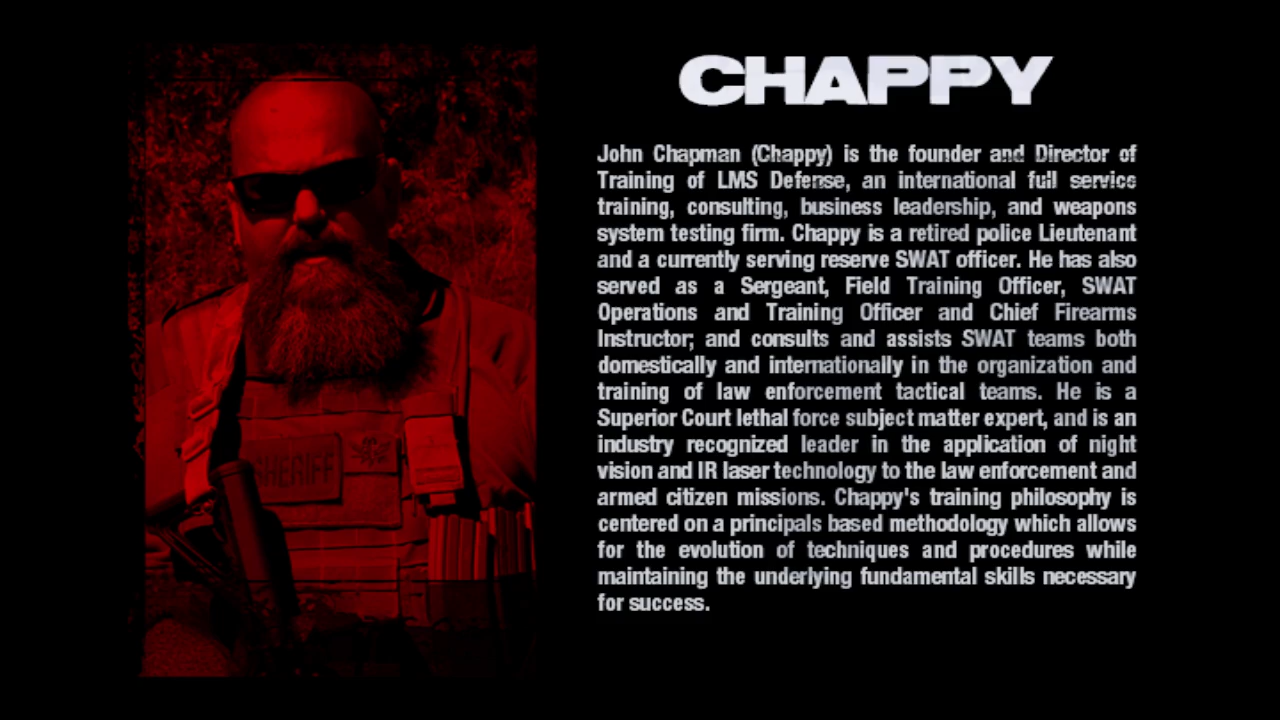 CHAPPY
John Chapman (Chappy) is the founder and Director of
Training of LMS Defense, an international full service
training, consulting, business leadership, and weapons
system testing firm. Chappy is a retired police Lieutenant
and a currently serving reserve SWAT officer. He has also
served as a Sergeant, Field Training Officer, SWAT
Operations and Training Officer and Chief Firearms
Instructor; and consults and assists SWAT teams both
domestically and internationally in the organization and
training of law enforcement tactical teams. He is a
Superior Court lethal force subject matter expert, and is an
industry recognized leader in the application of night
vision and IR laser technology to the law enforcement and
armed citizen missions. Chappy's training philosophy is
centered on a principals based methodology which allows
for the evolution of techniques and procedures while
maintaining the underlying fundamental skills necessary
for success.
SHERIFF